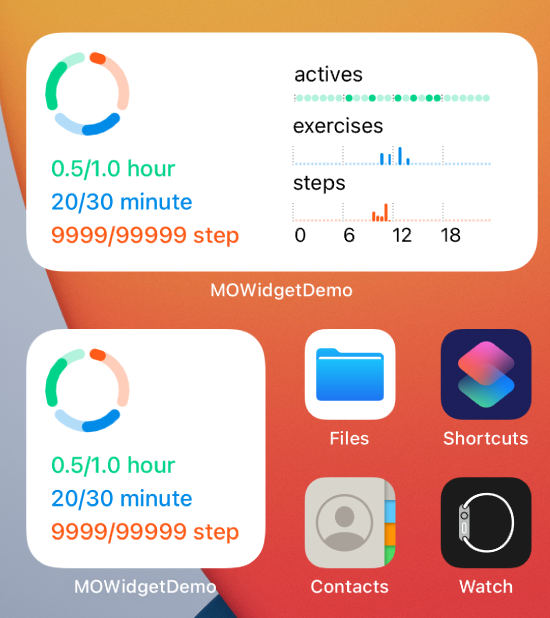 actives
exercises
steps
0 6 12 18
0.5/1.0 hour
20/30 minute
9999/99999 step
MOWidgetDemo
0.5/1.0 hour
20/30 minute
9999/99999 step
MOWidgetDemo
Files
Shortcuts
Contacts
Watch